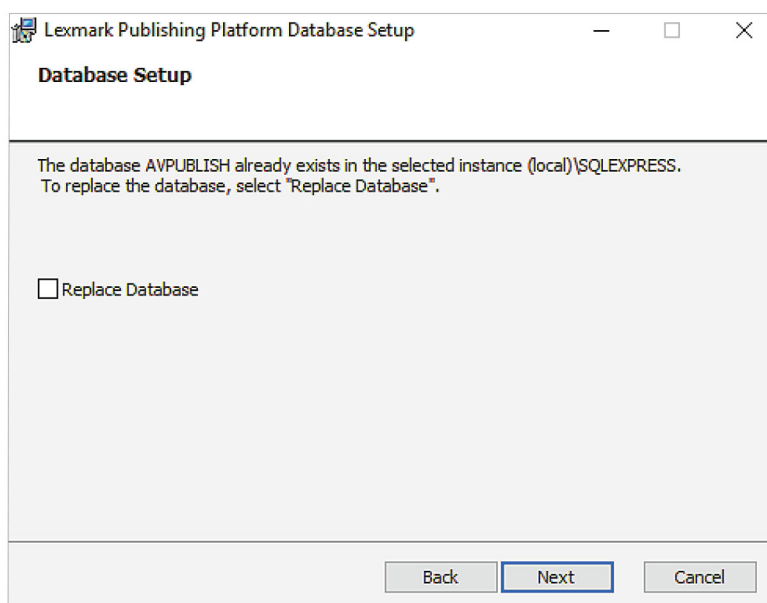 Lexmark Publishing Platform Database Setup
Database Setup
The database AVPUBLISH already exists in the selected instance (local)\SQLEXPRESS.
To replace the database, select "Replace Database".
Replace Database
Back Next Cancel